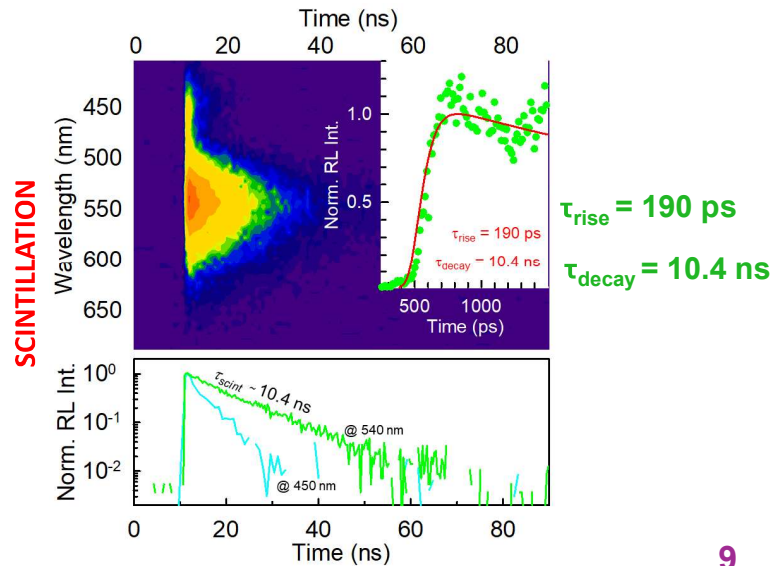 Time (ns)
0 20 40 60 80
SCINTILLATION
Wavelength (nm)
450
500
550
600
650
Norm. RL Int.
1.0
0.5
τrise = 190 ps
τdecay = 10.4 ns
500 1000
Time (ps)
τrise = 190 ps
τdecay = 10.4 ns
Norm. RL Int.
10⁰
10⁻¹
10⁻²
τscint ~ 10.4 ns
@ 540 nm
@ 450 nm
0 20 40 60 80
Time (ns)
9